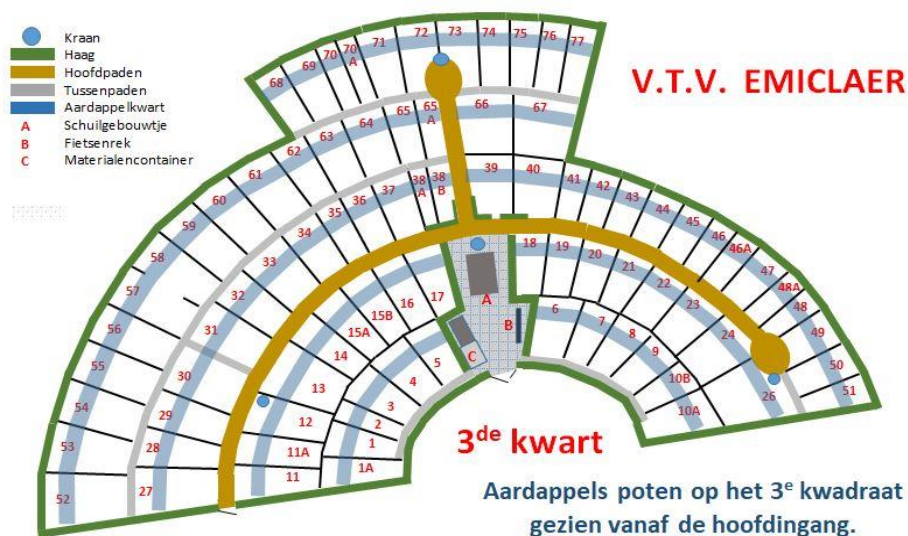 Kraan
Haag
Hoofdpaden
Tussenpaden
Aardappelkwart
A Schuilgebouwtje
B Fietsenrek
C Materialencontainer
V.T.V. EMICLAER
68 69 70 70 A 71 72 73 74 75 76 77
62 63 64 65 65 A 66 67
52 53 54 55 56 57 58 59 60 61
27 28 29 30 31 32 33 34 35 36 37 38 A 38 B 39 40
41 42 43 44 45 46 46A 47 48A 48 49 50 51
11 11A 12 13 14 15A 15B 16 17
18 19 20 21 22 23 24 26
1A 1 2 3 4 5
6 7 8 9 10B 10A
A
B
C
3de kwart
Aardappels poten op het 3e kwadraat
gezien vanaf de hoofdingang.